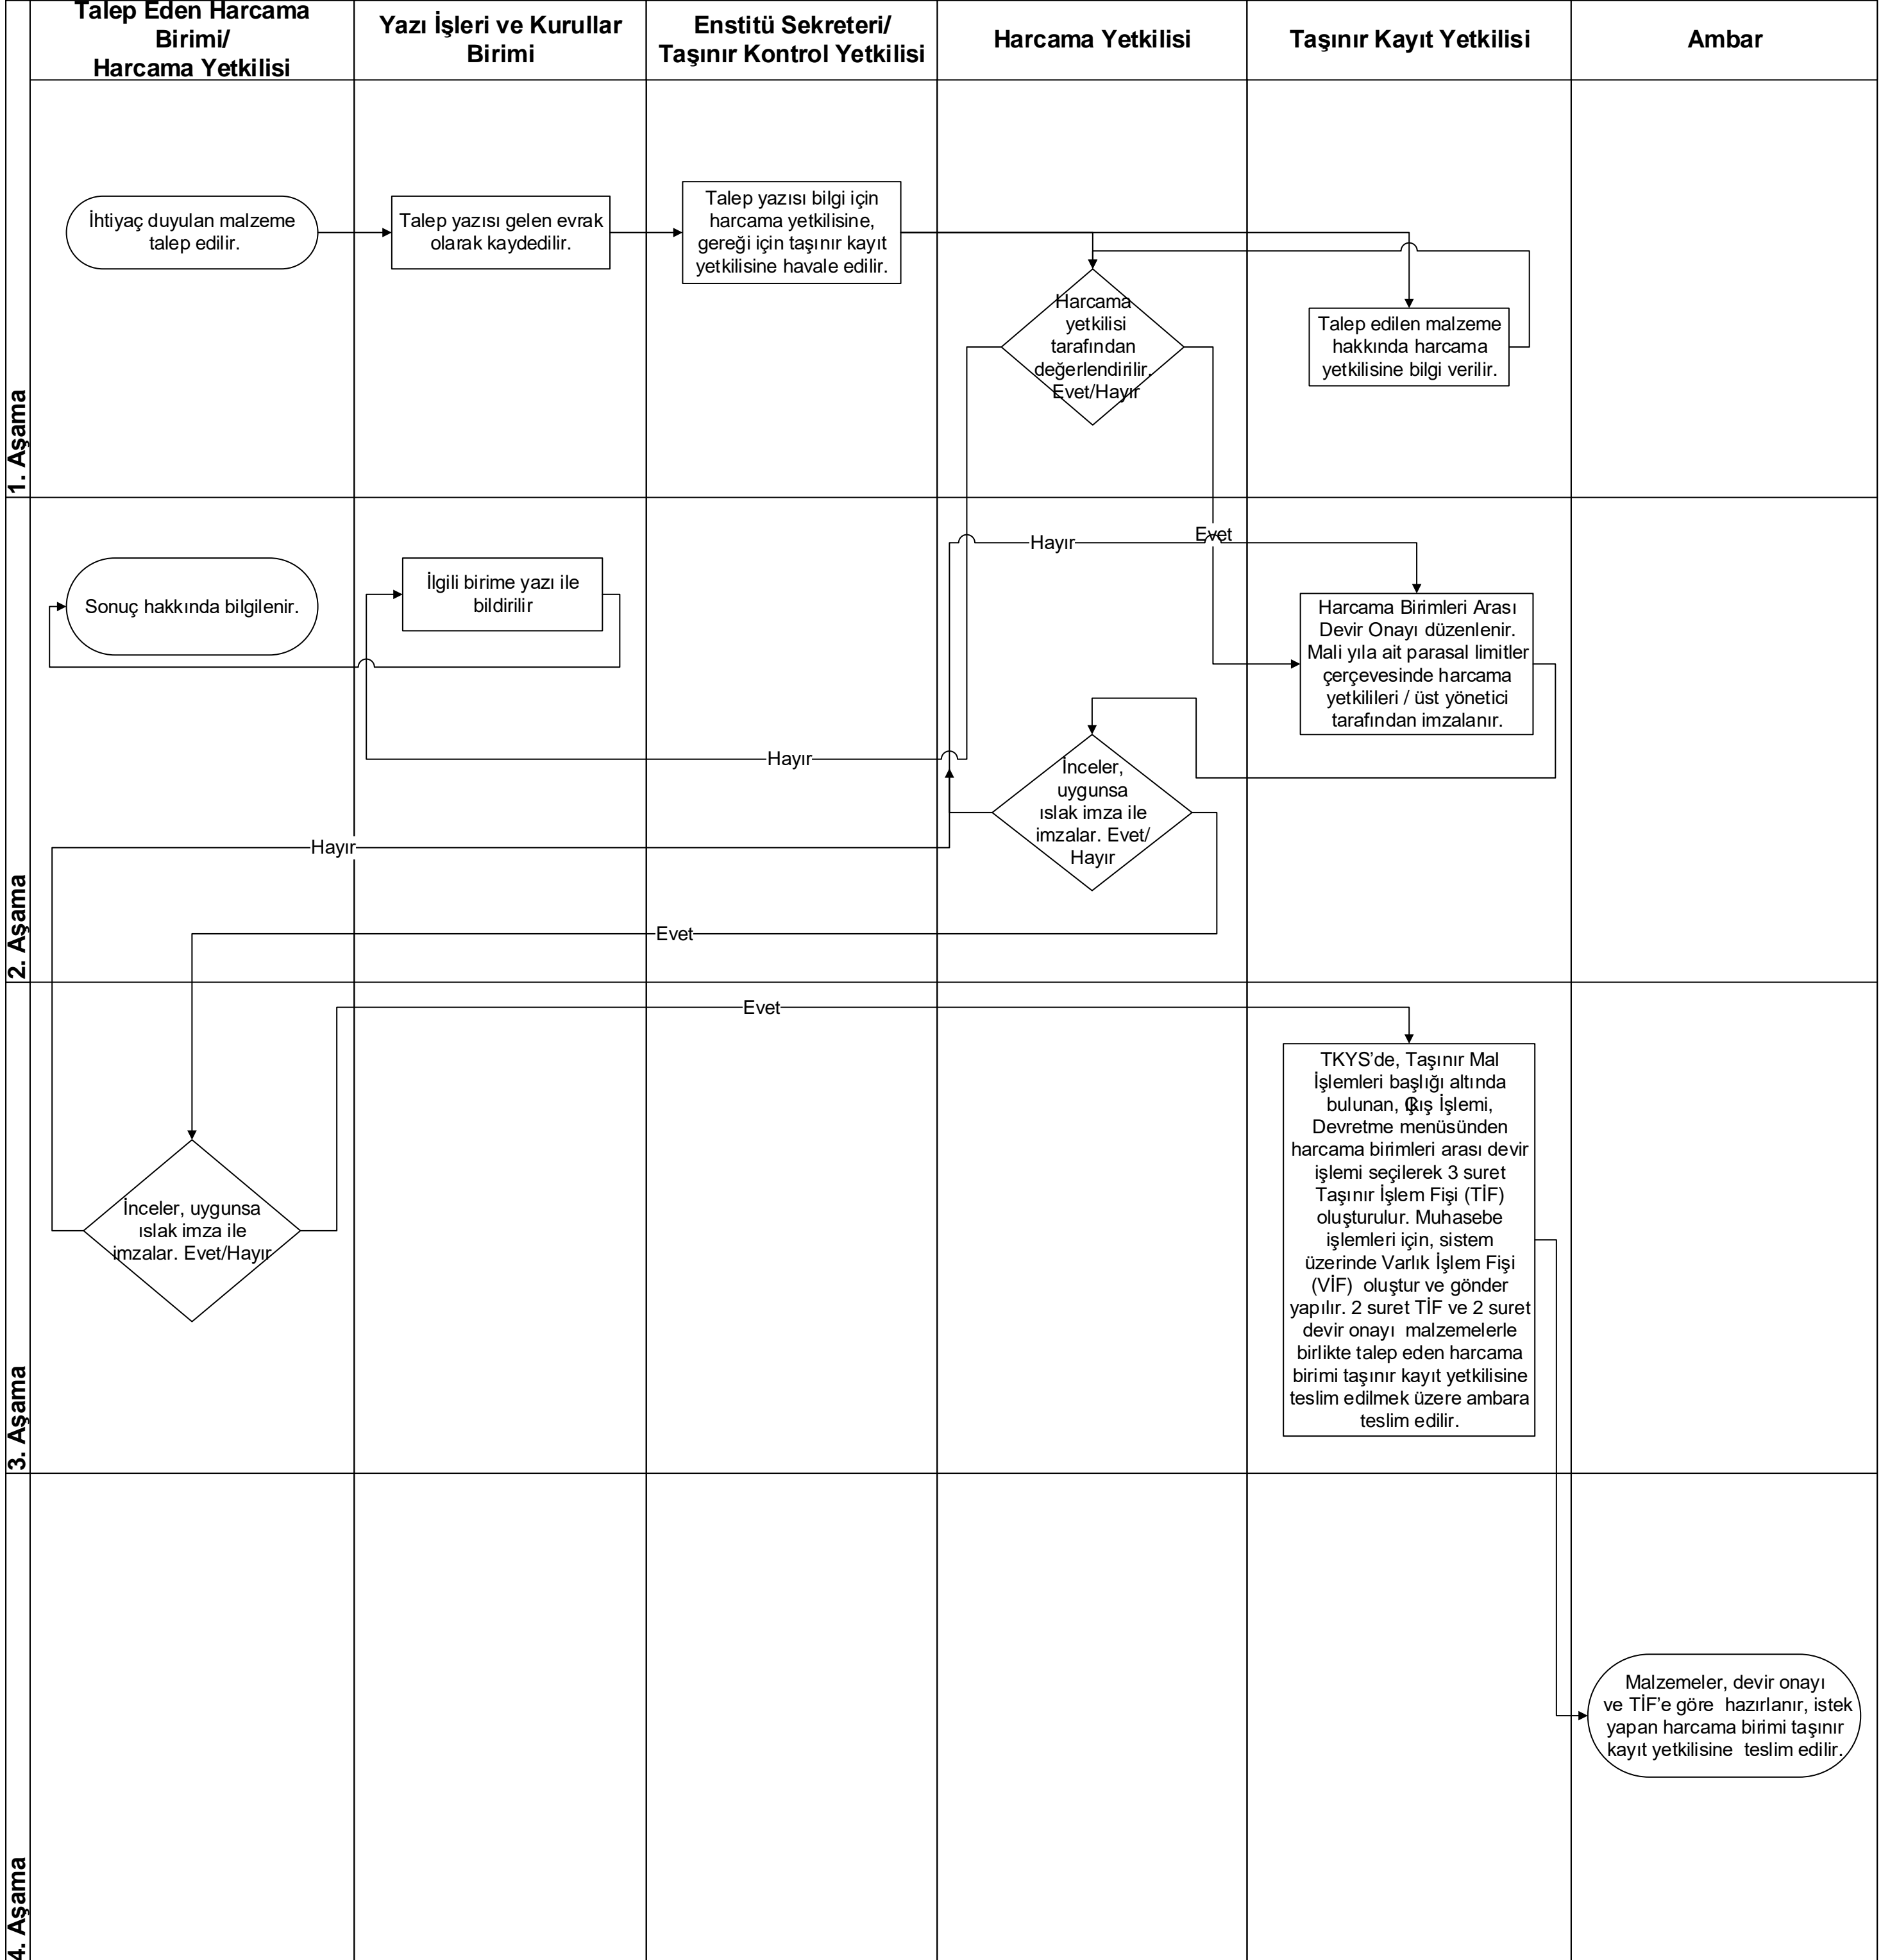 Talep Eden Harcama
Birimi/
Harcama Yetkilisi
Yazı İşleri ve Kurullar
Birimi
Enstitü Sekreteri/
Taşınır Kontrol Yetkilisi
Harcama Yetkilisi
Taşınır Kayıt Yetkilisi
Ambar
1. Aşama
İhtiyaç duyulan malzeme
talep edilir.
Talep yazısı gelen evrak
olarak kaydedilir.
Talep yazısı bilgi için
harcama yetkilisine,
gereği için taşınır kayıt
yetkilisine havale edilir.
Harcama
yetkilisi
tarafından
değerlendirilir.
Evet/Hayır
Talep edilen malzeme
hakkında harcama
yetkilisine bilgi verilir.
2. Aşama
Sonuç hakkında bilgilenir.
İlgili birime yazı ile
bildirilir
Hayır
Evet
Harcama Birimleri Arası
Devir Onayı düzenlenir.
Mali yıla ait parasal limitler
çerçevesinde harcama
yetkilileri / üst yönetici
tarafından imzalanır.
Hayır
İnceler,
uygunsa
ıslak imza ile
imzalar. Evet/
Hayır
Hayır
Evet
3. Aşama
Evet
İnceler, uygunsa
ıslak imza ile
imzalar. Evet/Hayır
TKYS’de, Taşınır Mal
İşlemleri başlığı altında
bulunan, İşlemi,
Devretme menüsünden
harcama birimleri arası devir
işlemi seçilerek 3 suret
Taşınır İşlem Fişi (TİF)
oluşturulur. Muhasebe
işlemleri için, sistem
üzerinde Varlık İşlem Fişi
(VİF) oluştur ve gönder
yapılır. 2 suret TİF ve 2 suret
devir onayı malzemelerle
birlikte talep eden harcama
birimi taşınır kayıt yetkilisine
teslim edilmek üzere ambara
teslim edilir.
4. Aşama
Malzemeler, devir onayı
ve TİF’e göre hazırlanır, istek
yapan harcama birimi taşınır
kayıt yetkilisine teslim edilir.